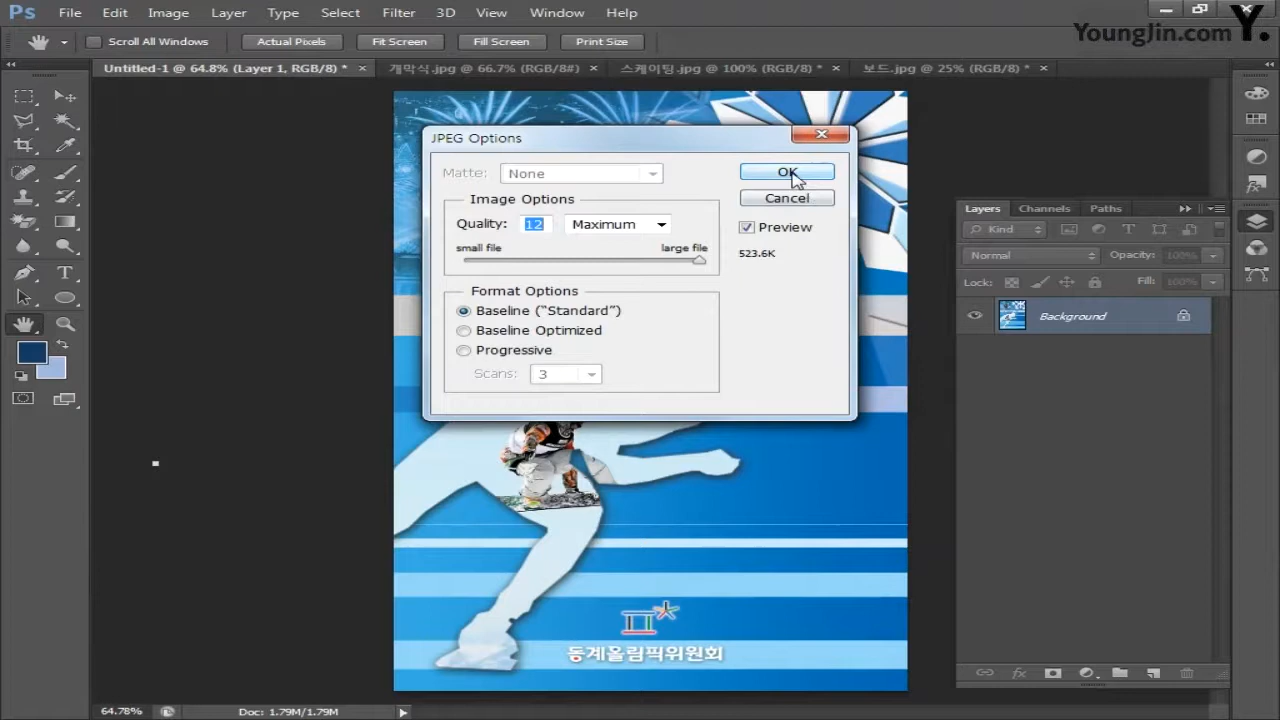 Ps File Edit Image Layer Type Select Filter 3D View Window Help
Y.
YoungJin.com
Scroll All Windows Actual Pixels Fit Screen Fill Screen Print Size
Untitled-1 @ 64.8% (Layer 1, RGB/8) * × 개막식.jpg @ 66.7% (RGB/8#) × 스케이팅.jpg @ 100% (RGB/8) * × 보드.jpg @ 25% (RGB/8) * ×
JPEG Options
Matte: None OK
Cancel
Image Options
Quality: 12 Maximum Preview
small file large file
523.6K
Format Options
Baseline ("Standard")
Baseline Optimized
Progressive
Scans: 3
Layers Channels Paths
Kind
Normal Opacity: 100%
Lock: Fill: 100%
Background
동계올림픽위원회
64.78% Doc: 1.79M/1.79M